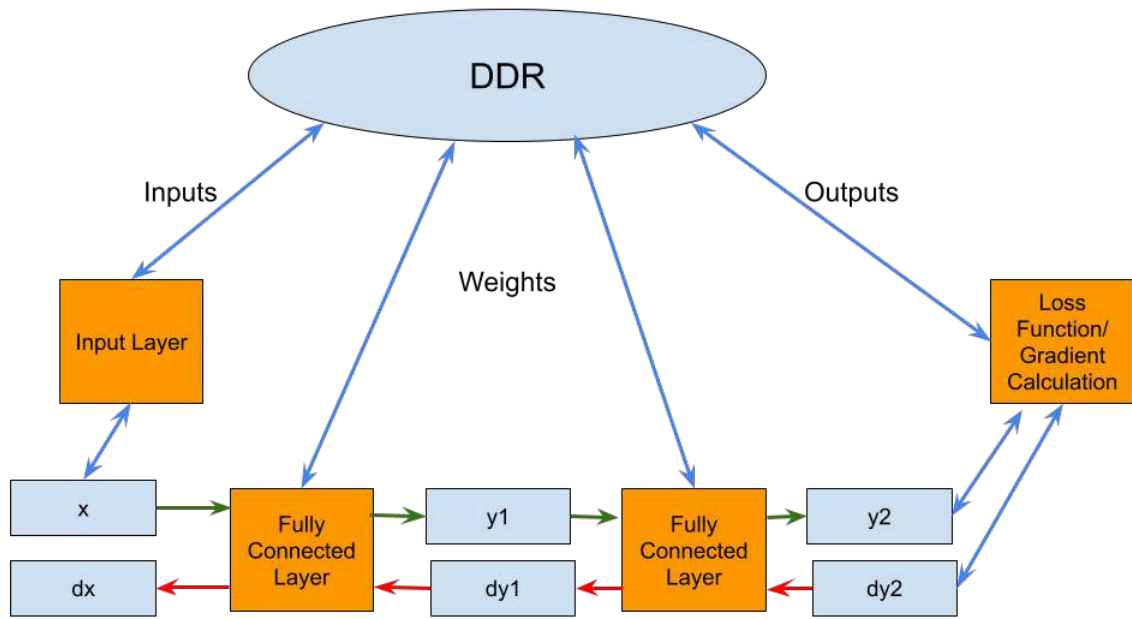 DDR
Inputs
Outputs
Weights
Input Layer
Loss
Function/
Gradient
Calculation
x
Fully
Connected
Layer
y1
Fully
Connected
Layer
y2
dx
dy1
dy2